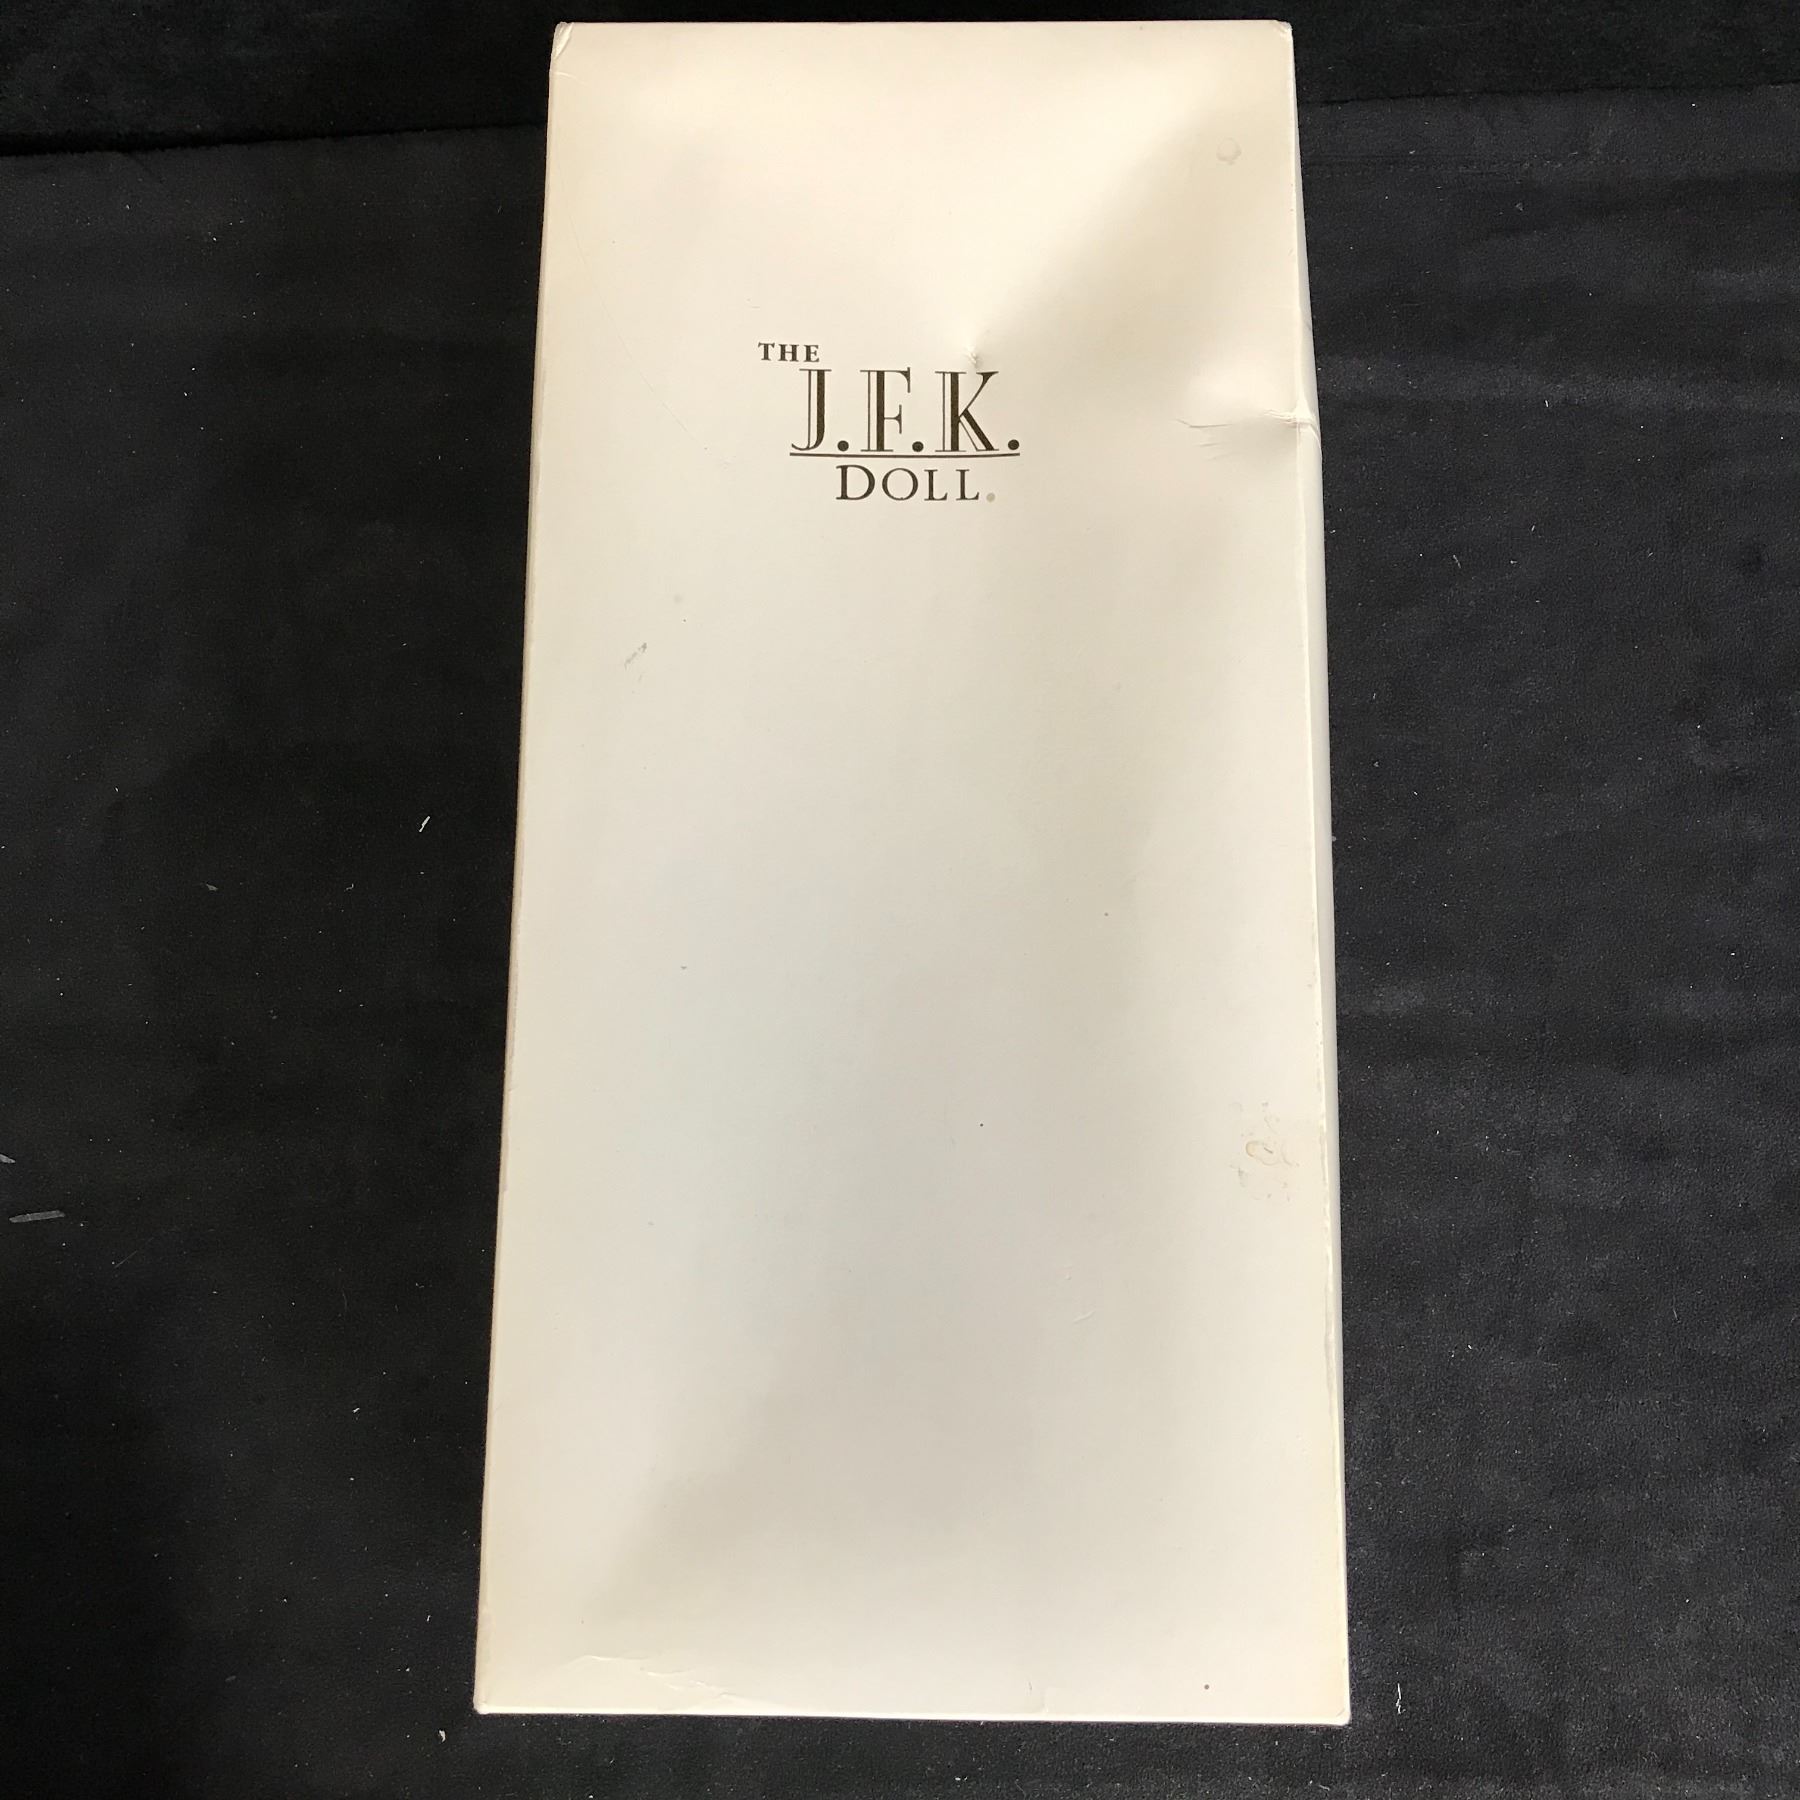 THE
J.F.K.
DOLL.